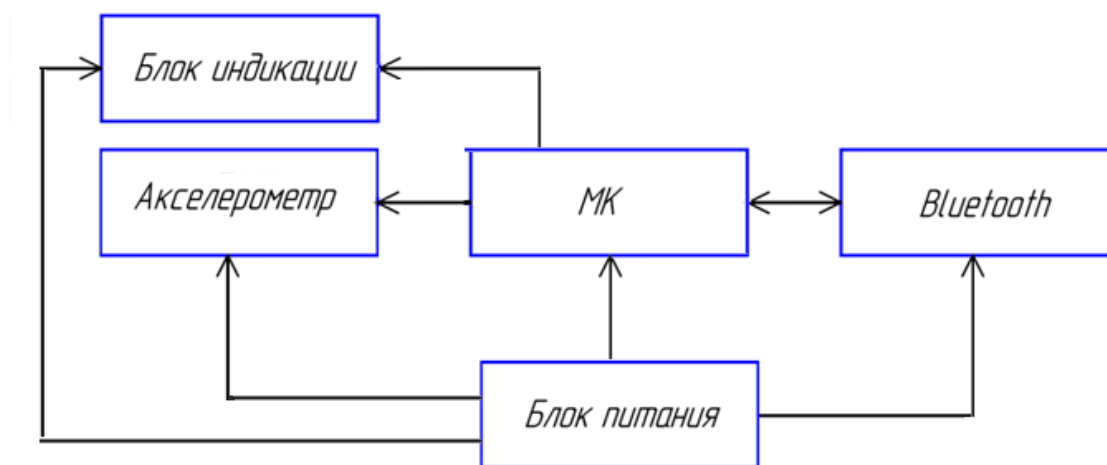 Блок индикации
Акселерометр
МК
Bluetooth
Блок питания